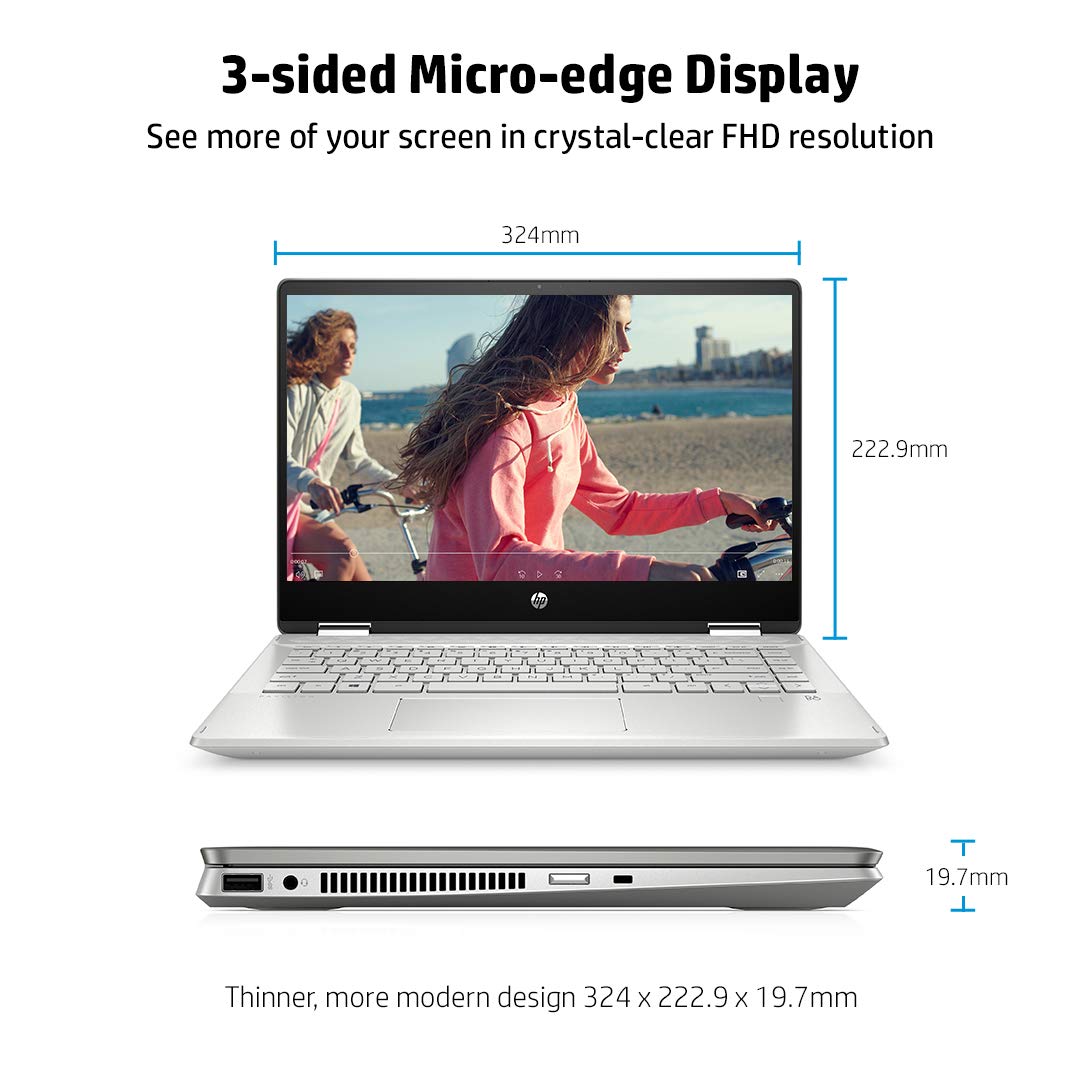 3-sided Micro-edge Display
See more of your screen in crystal-clear FHD resolution
324mm
222.9mm
hp
19.7mm
Thinner, more modern design 324 x 222.9 x 19.7mm